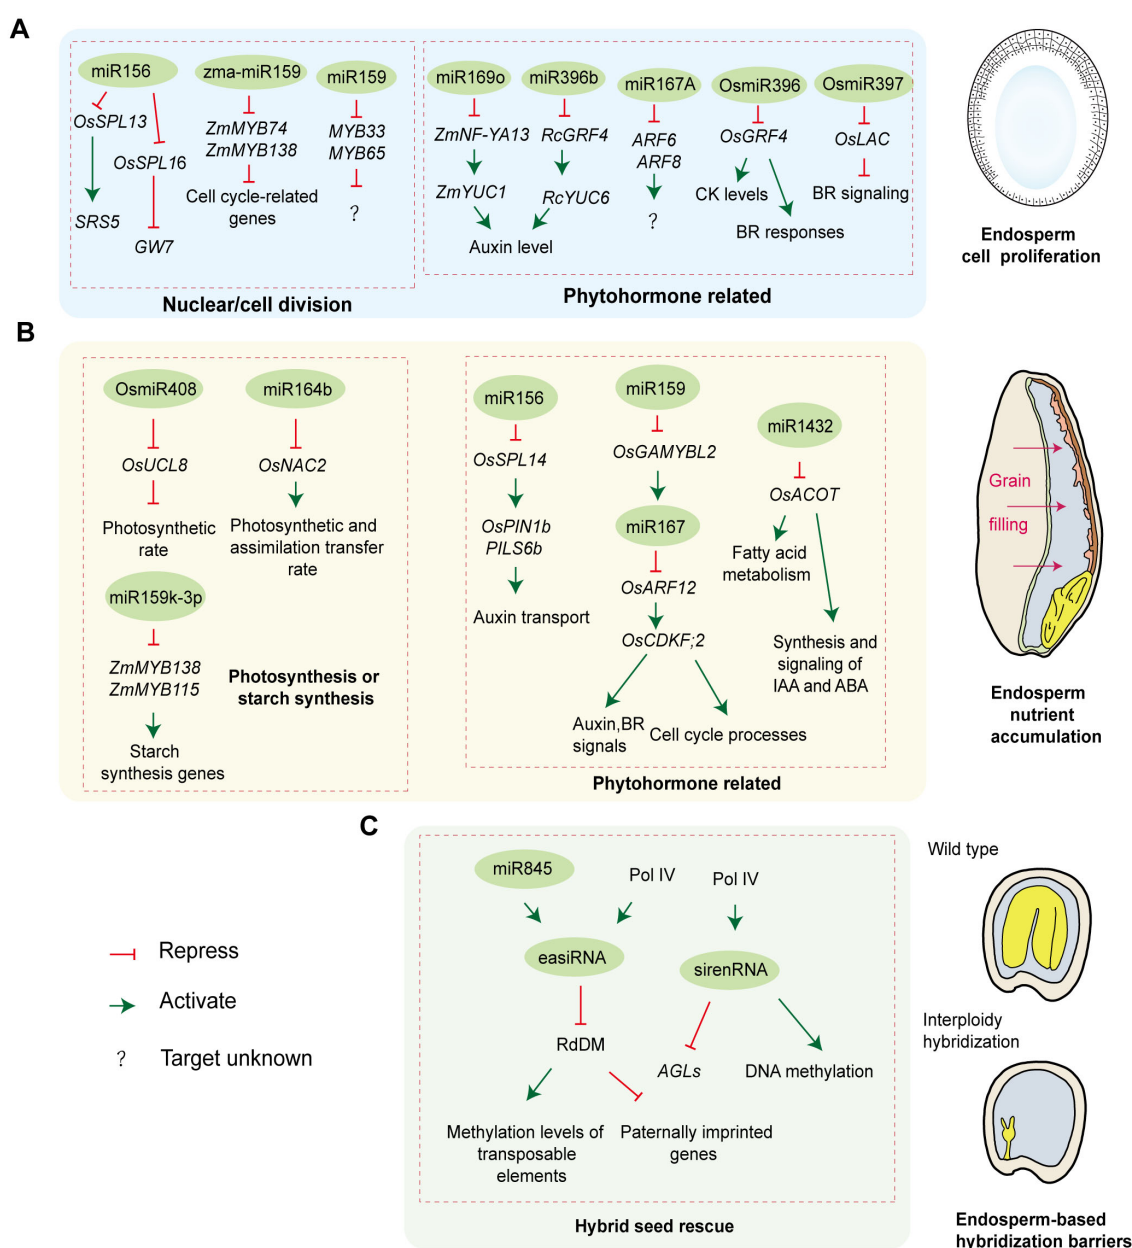 A
miR156
zma-miR159
miR159
OsSPL13
ZmMYB74
ZmMYB138
MYB33
MYB65
OsSPL16
Cell cycle-related
genes
?
SRS5
GW7
Nuclear/cell division
miR169o
miR396b
miR167A
OsmiR396
OsmiR397
ZmNF-YA13
RcGRF4
ARF6
ARF8
OsGRF4
OsLAC
ZmYUC1
RcYUC6
?
CK levels
BR signaling
Auxin level
BR responses
Phytohormone related
Endosperm
cell proliferation
B
OsmiR408
miR164b
OsUCL8
OsNAC2
Photosynthetic
rate
Photosynthetic and
assimilation transfer
rate
miR159k-3p
ZmMYB138
ZmMYB115
Photosynthesis or
starch synthesis
Starch
synthesis genes
miR156
miR159
miR1432
OsSPL14
OsGAMYBL2
OsACOT
OsPIN1b
PILS6b
miR167
Fatty acid
metabolism
OsARF12
Auxin transport
OsCDKF;2
Synthesis and
signaling of
IAA and ABA
Auxin,BR
signals
Cell cycle processes
Phytohormone related
Grain
filling
Endosperm
nutrient
accumulation
C
miR845
Pol IV
Pol IV
easiRNA
sirenRNA
RdDM
AGLs
DNA methylation
Methylation levels of
transposable
elements
Paternally imprinted
genes
Hybrid seed rescue
Repress
Activate
? Target unknown
Wild type
Interploidy
hybridization
Endosperm-based
hybridization barriers